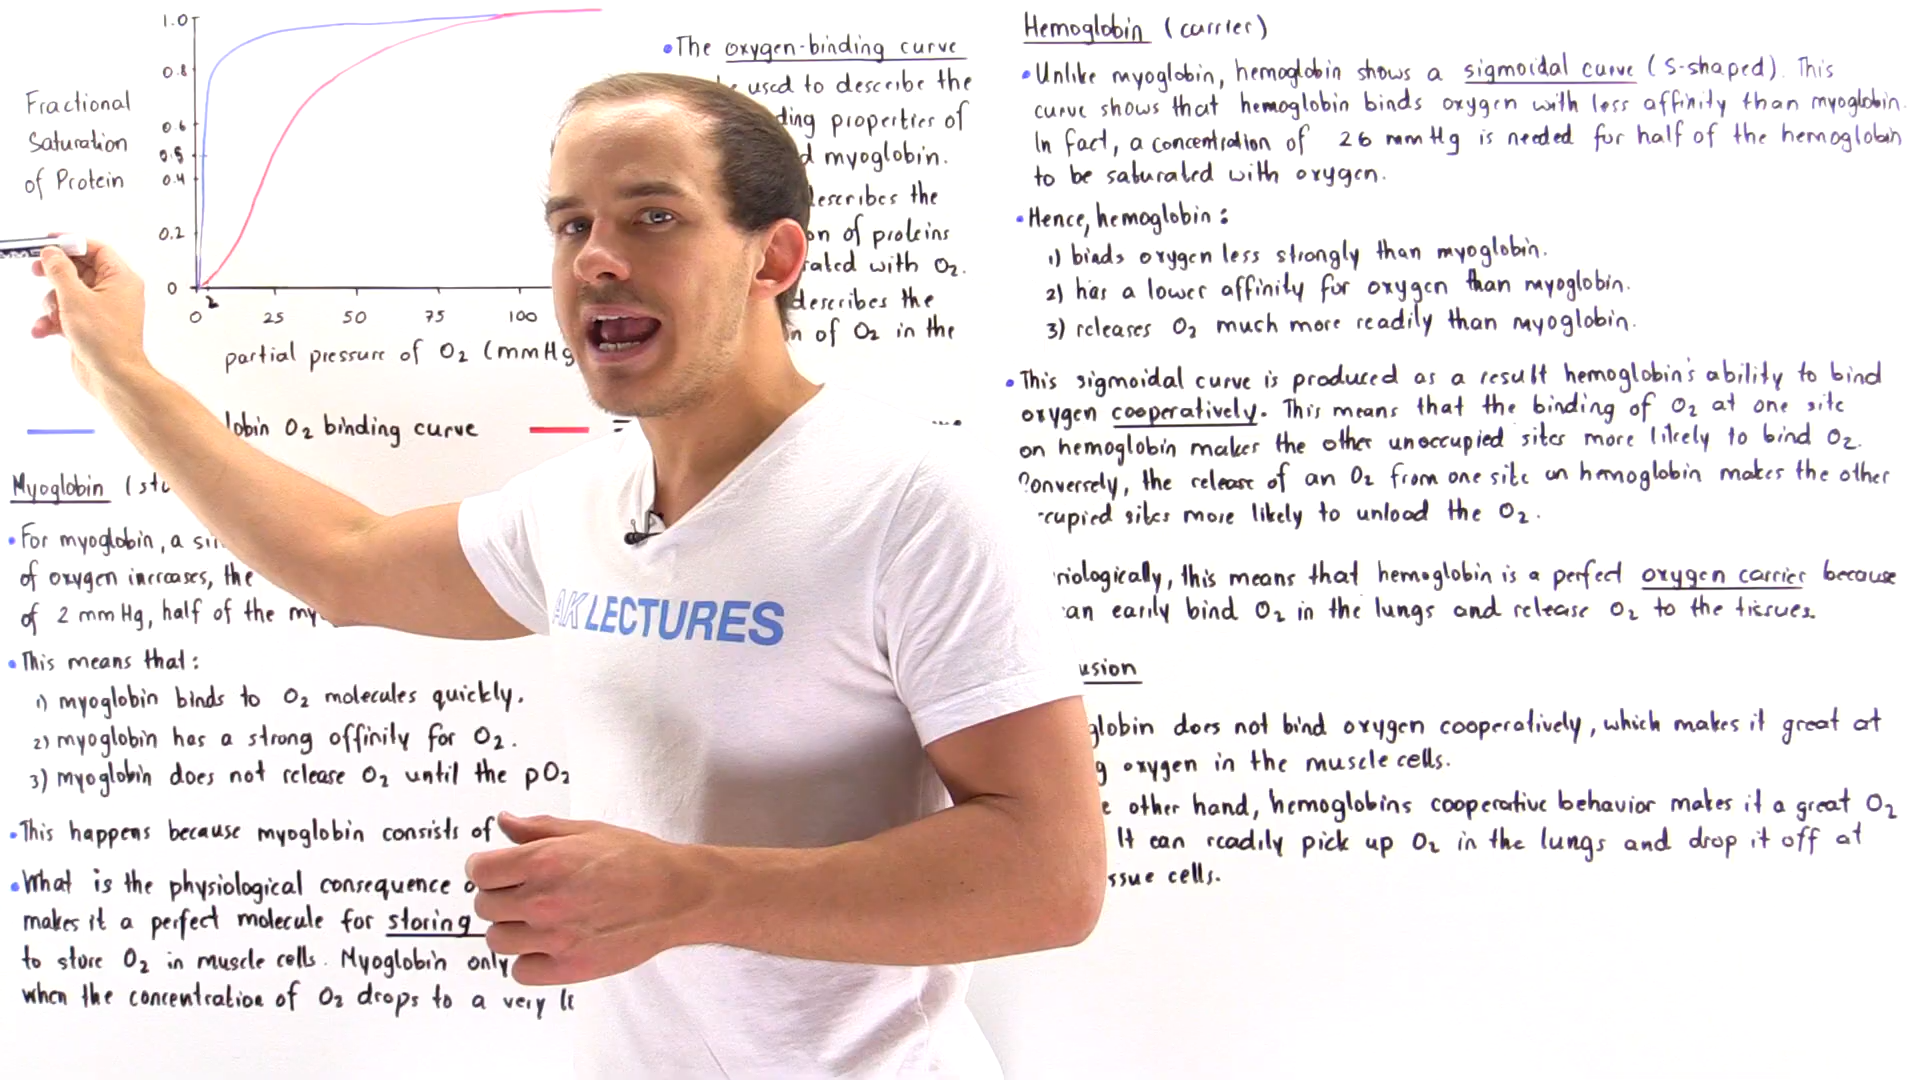 1.0
0.8
0.6
0.5
0.4
0.2
0
Fractional
Saturation
of Protein
0 2 25 50 75 100
partial pressure of O2 (mmHg
lobin O2 binding curve
• The oxygen-binding curve
used to describe the
ding properties of
d myoglobin.
describes the
on of proteins
rated with O2.
describes the
n of O2 in the
Myoglobin (sto
• For myoglobin, a sli
of oxygen increases, the
of 2 mmHg, half of the my
• This means that:
1) myoglobin binds to O2 molecules quickly.
2) myoglobin has a strong affinity for O2.
3) myoglobin does not release O2 until the pO2
• This happens because myoglobin consists of
• What is the physiological consequence o
makes it a perfect molecule for storing
to store O2 in muscle cells. Myoglobin only
when the concentration of O2 drops to a very l
AK LECTURES
Hemoglobin (carrier)
• Unlike myoglobin, hemoglobin shows a sigmoidal curve (S-shaped). This
curve shows that hemoglobin binds oxygen with less affinity than myoglobin.
In fact, a concentration of 26 mmHg is needed for half of the hemoglobin
to be saturated with oxygen.
• Hence, hemoglobin:
1) binds oxygen less strongly than myoglobin.
2) has a lower affinity for oxygen than myoglobin.
3) releases O2 much more readily than myoglobin.
• This sigmoidal curve is produced as a result hemoglobin's ability to bind
oxygen cooperatively. This means that the binding of O2 at one site
on hemoglobin makes the other unoccupied sites more likely to bind O2.
Conversely, the release of an O2 from one site on hemoglobin makes the other
cupied sites more likely to unload the O2.
iologically, this means that hemoglobin is a perfect oxygen carrier because
an easily bind O2 in the lungs and release O2 to the tissues.
usion
globin does not bind oxygen cooperatively, which makes it great at
g oxygen in the muscle cells.
e other hand, hemoglobins cooperative behavior makes it a great O2
It can readily pick up O2 in the lungs and drop it off at
ssue cells.